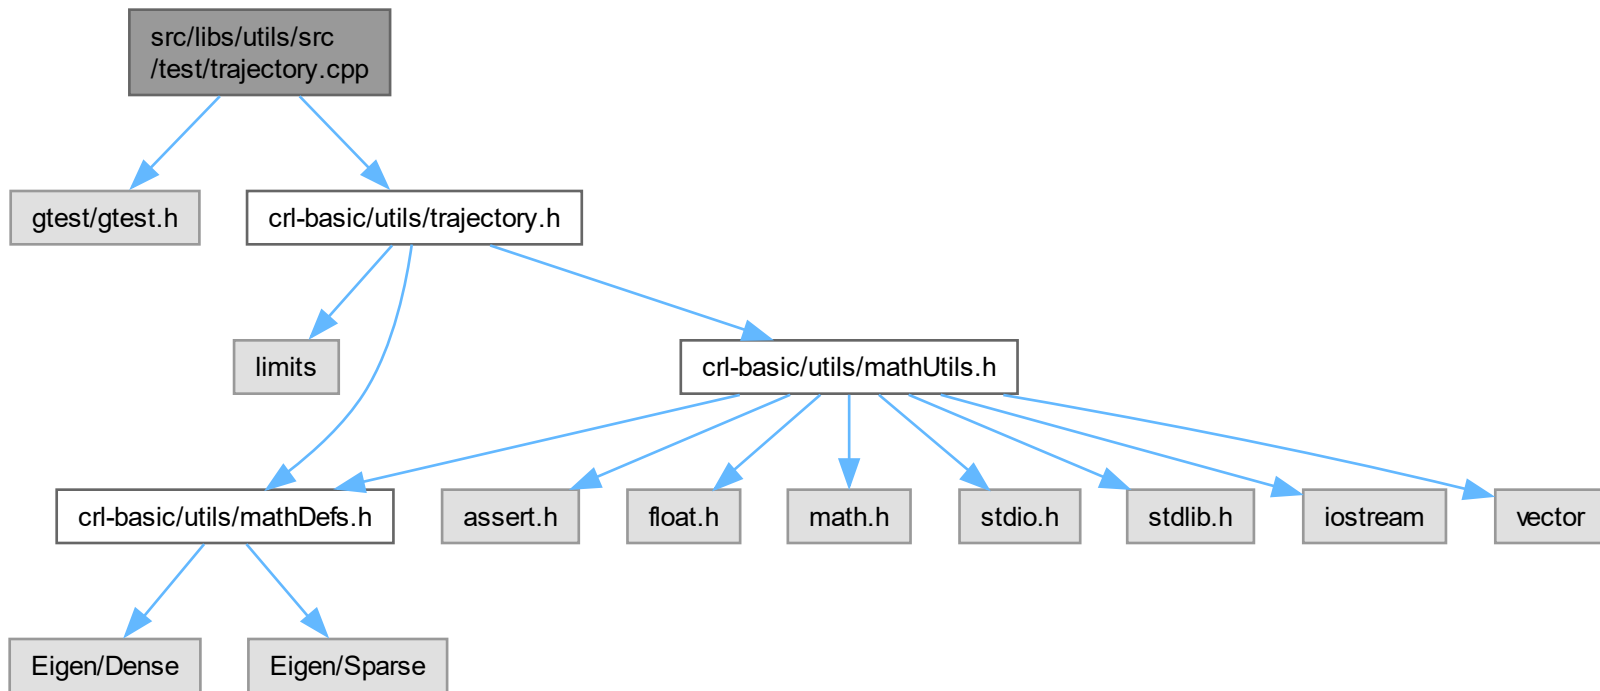 src/libs/utils/src
/test/trajectory.cpp
gtest/gtest.h
crl-basic/utils/trajectory.h
limits
crl-basic/utils/mathUtils.h
crl-basic/utils/mathDefs.h
assert.h
float.h
math.h
stdio.h
stdlib.h
iostream
vector
Eigen/Dense
Eigen/Sparse